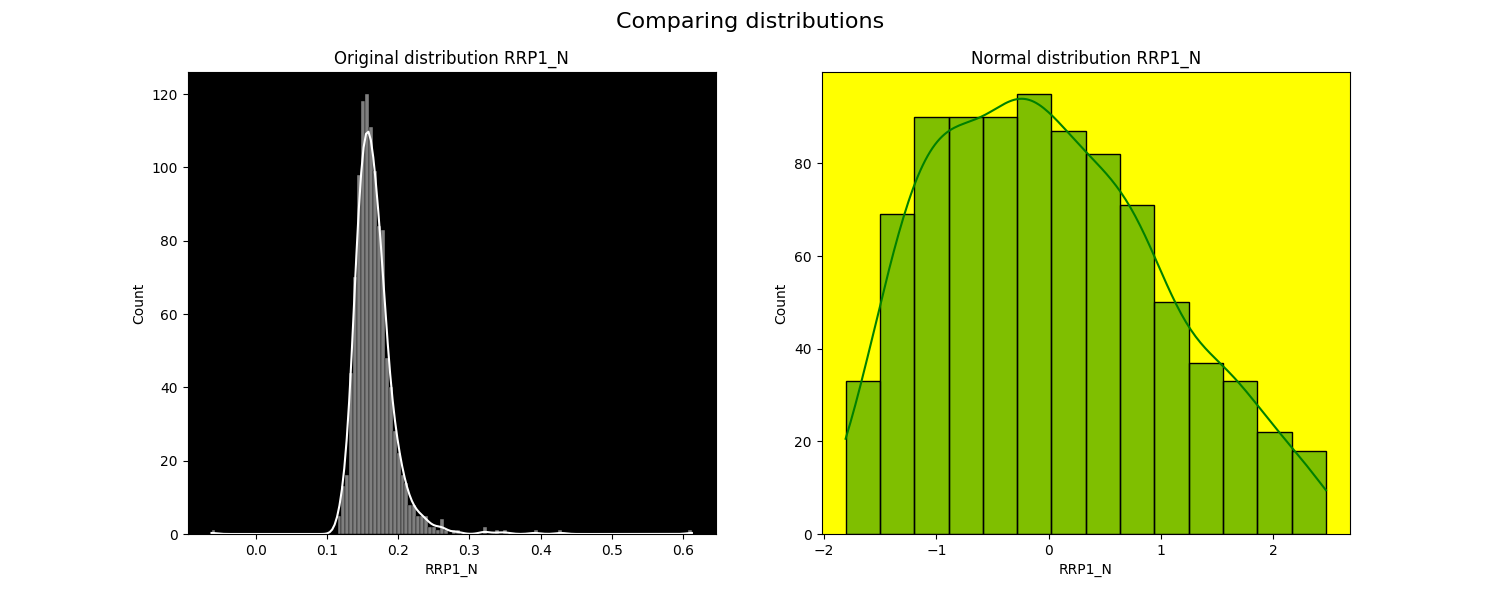 Comparing distributions
Original distribution RRP1_N
120
100
80
60
40
20
0
Count
0.0 0.1 0.2 0.3 0.4 0.5 0.6
RRP1_N
Normal distribution RRP1_N
80
60
40
20
0
Count
−2 −1 0 1 2
RRP1_N